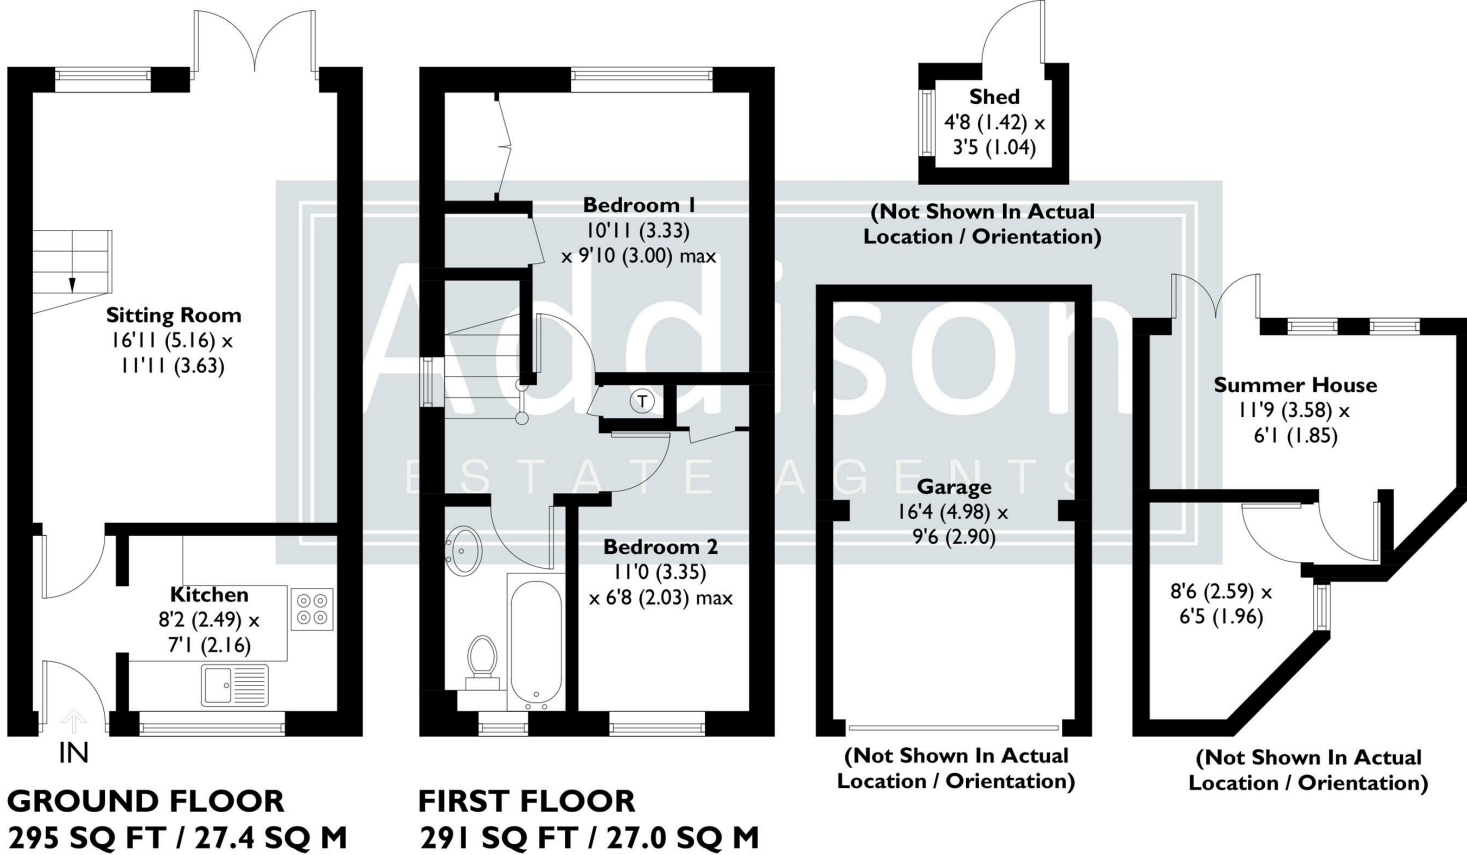 Sitting Room
16'11 (5.16) x
11'11 (3.63)
Kitchen
8'2 (2.49) x
7'1 (2.16)
IN
GROUND FLOOR
295 SQ FT / 27.4 SQ M
Bedroom 1
10'11 (3.33)
x 9'10 (3.00) max
T
Bedroom 2
11'0 (3.35)
x 6'8 (2.03) max
FIRST FLOOR
291 SQ FT / 27.0 SQ M
Shed
4'8 (1.42) x
3'5 (1.04)
(Not Shown In Actual
Location / Orientation)
Garage
16'4 (4.98) x
9'6 (2.90)
(Not Shown In Actual
Location / Orientation)
Summer House
11'9 (3.58) x
6'1 (1.85)
8'6 (2.59) x
6'5 (1.96)
(Not Shown In Actual
Location / Orientation)
Addison
ESTATE AGENTS